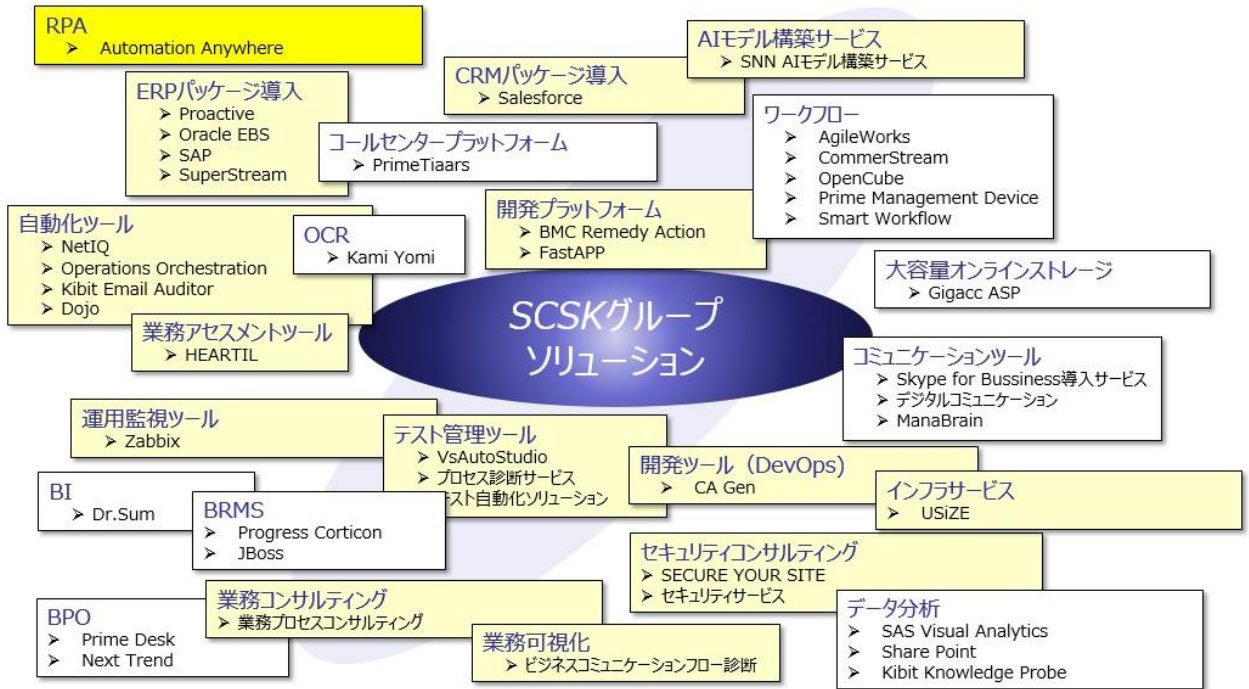 RPA
➤ Automation Anywhere
AIモデル構築サービス
➤ SNN AIモデル構築サービス
ERPパッケージ導入
➤ Proactive
➤ Oracle EBS
➤ SAP
➤ SuperStream
CRMパッケージ導入
➤ Salesforce
コールセンタープラットフォーム
➤ PrimeTiaars
ワークフロー
➤ AgileWorks
➤ CommerStream
➤ OpenCube
➤ Prime Management Device
➤ Smart Workflow
自動化ツール
➤ NetIQ
➤ Operations Orchestration
➤ Kibit Email Auditor
➤ Dojo
OCR
➤ Kami Yomi
開発プラットフォーム
➤ BMC Remedy Action
➤ FastAPP
大容量オンラインストレージ
➤ Gigacc ASP
業務アセスメントツール
➤ HEARTIL
SCSKグループ
ソリューション
コミュニケーションツール
➤ Skype for Bussiness導入サービス
➤ デジタルコミュニケーション
➤ ManaBrain
運用監視ツール
➤ Zabbix
テスト管理ツール
➤ VsAutoStudio
➤ プロセス診断サービス
スト自動化ソリューション
開発ツール（DevOps)
➤ CA Gen
インフラサービス
➤ USiZE
BI
➤ Dr.Sum
BRMS
➤ Progress Corticon
➤ JBoss
セキュリティコンサルティング
➤ SECURE YOUR SITE
➤ セキュリティサービス
BPO
➤ Prime Desk
➤ Next Trend
業務コンサルティング
➤ 業務プロセスコンサルティング
業務可視化
➤ ビジネスコミュニケーションフロー診断
データ分析
➤ SAS Visual Analytics
➤ Share Point
➤ Kibit Knowledge Probe